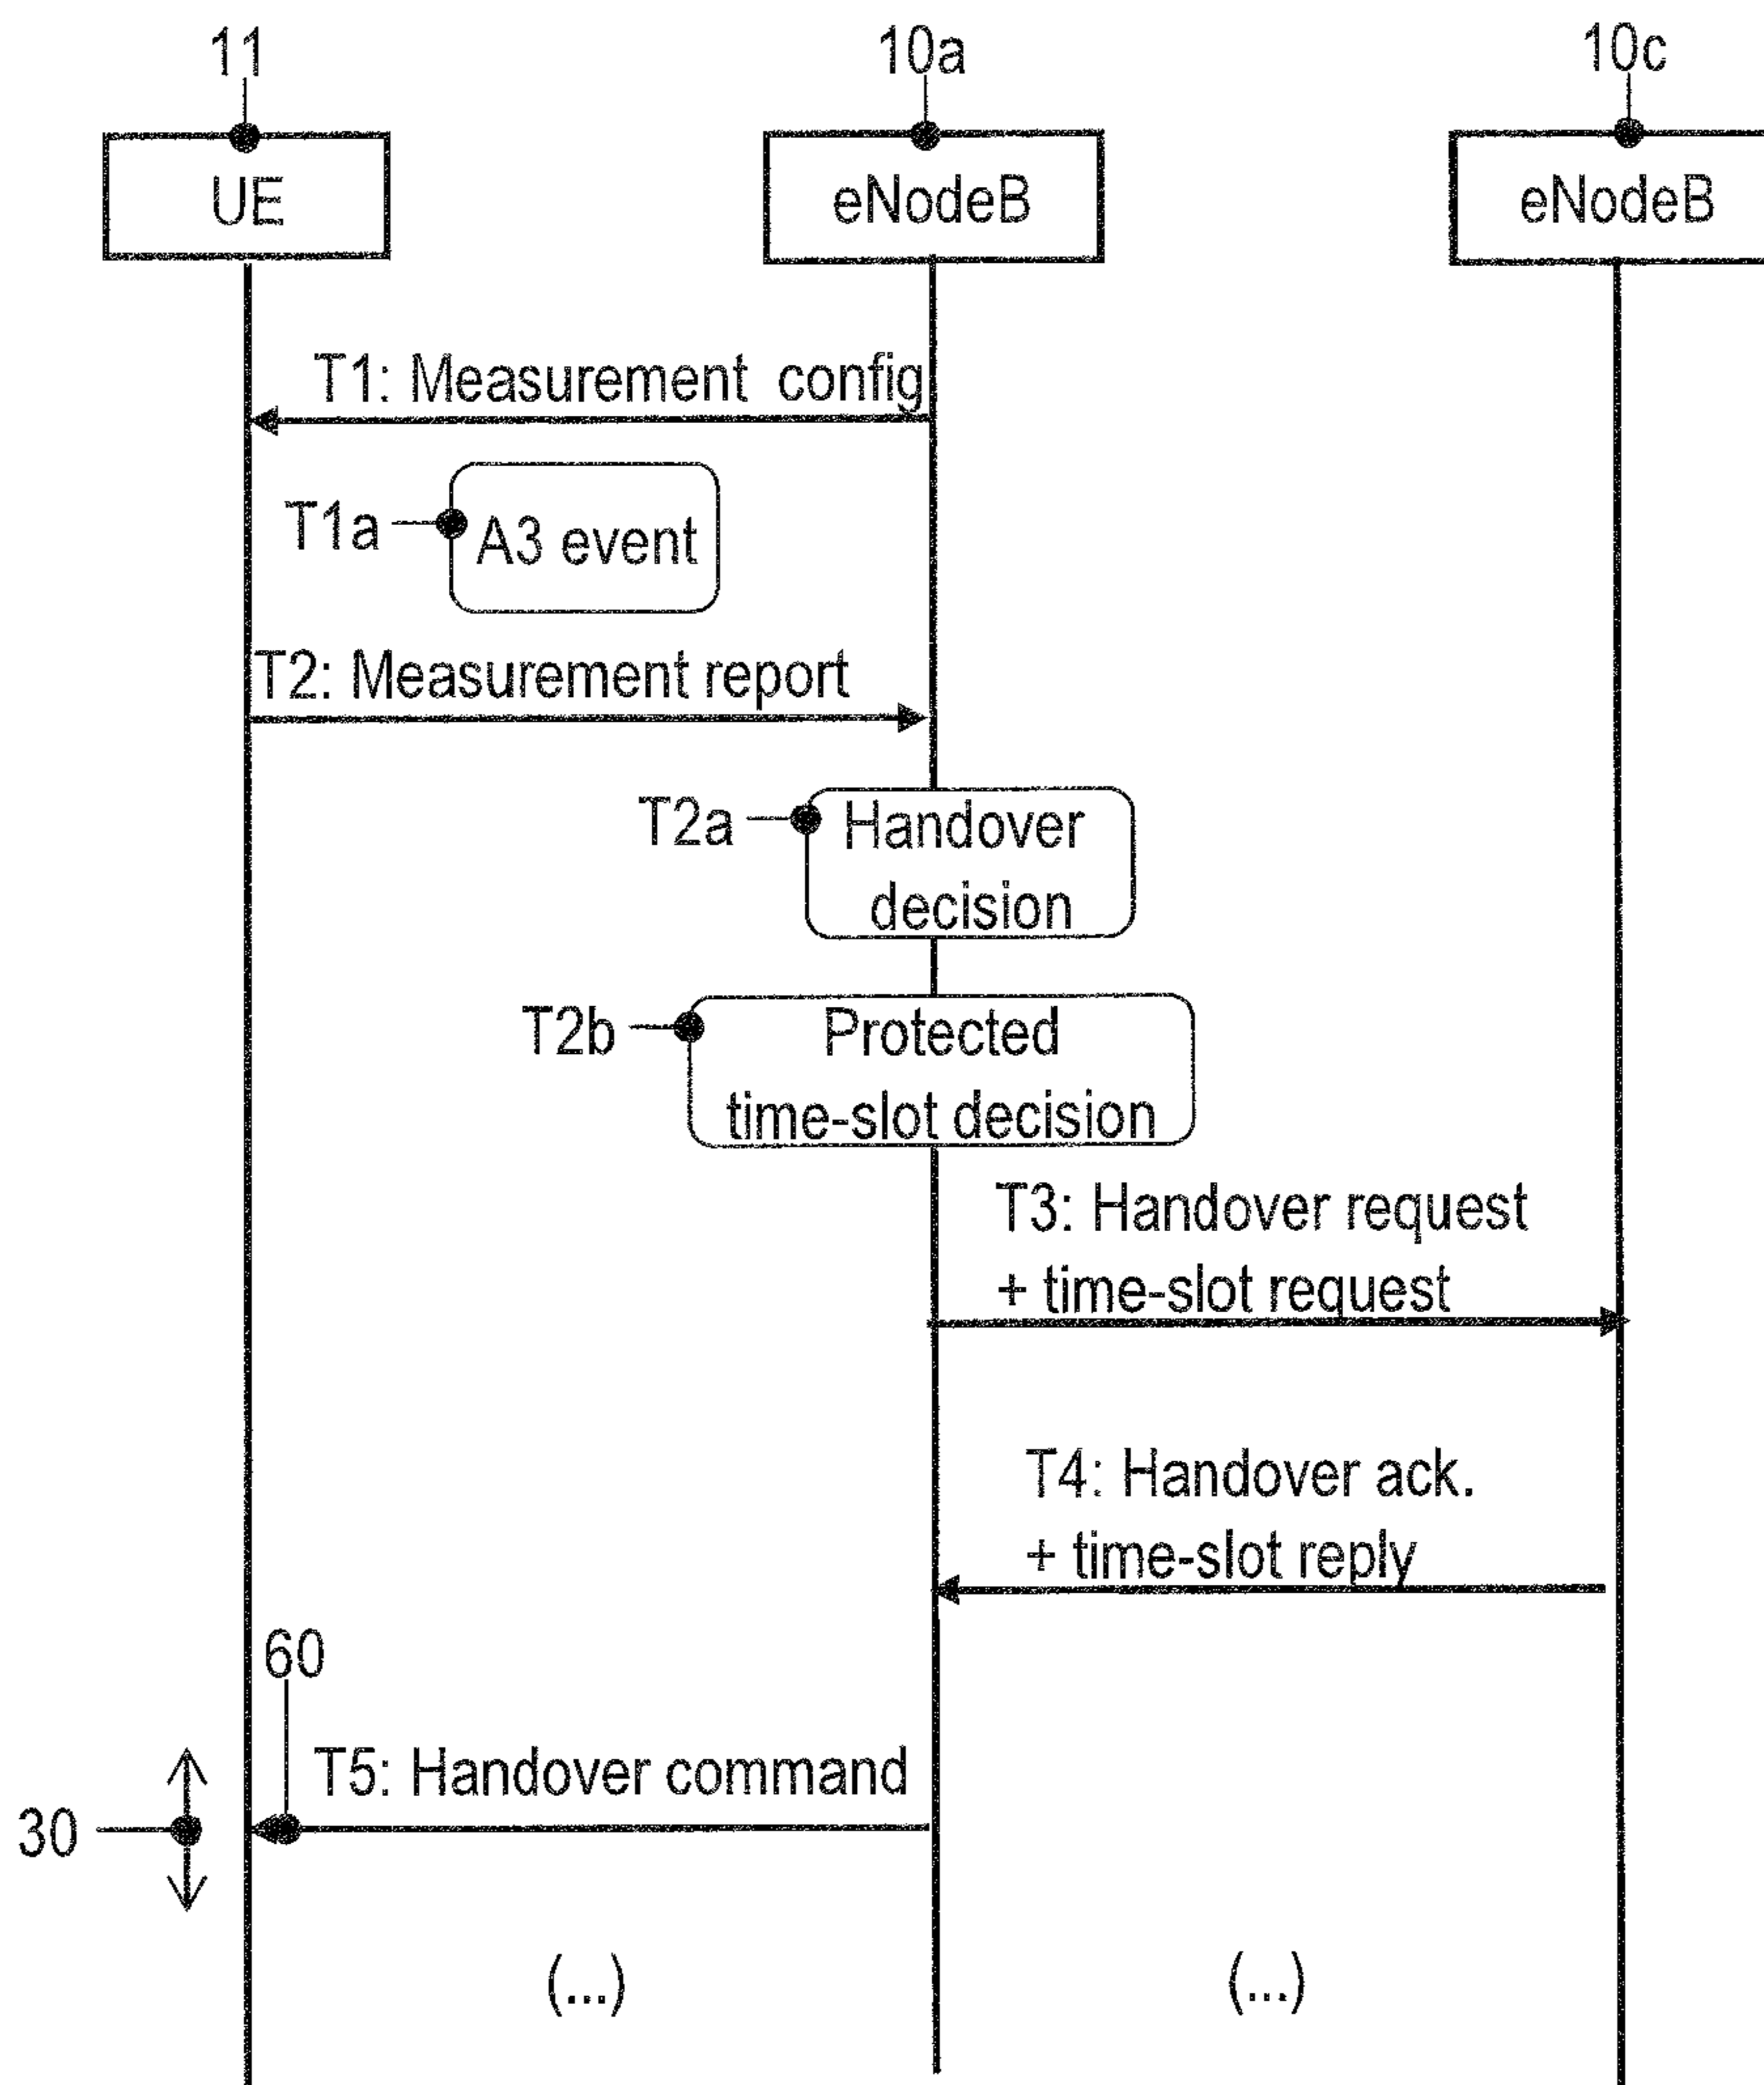 11
10a
10c
UE
eNodeB
eNodeB
T1: Measurement config
T1a
A3 event
T2: Measurement report
T2a
Handover
decision
T2b
Protected
time-slot decision
T3: Handover request
+ time-slot request
T4: Handover ack.
+ time-slot reply
60
T5: Handover command
30
(...)
(...)